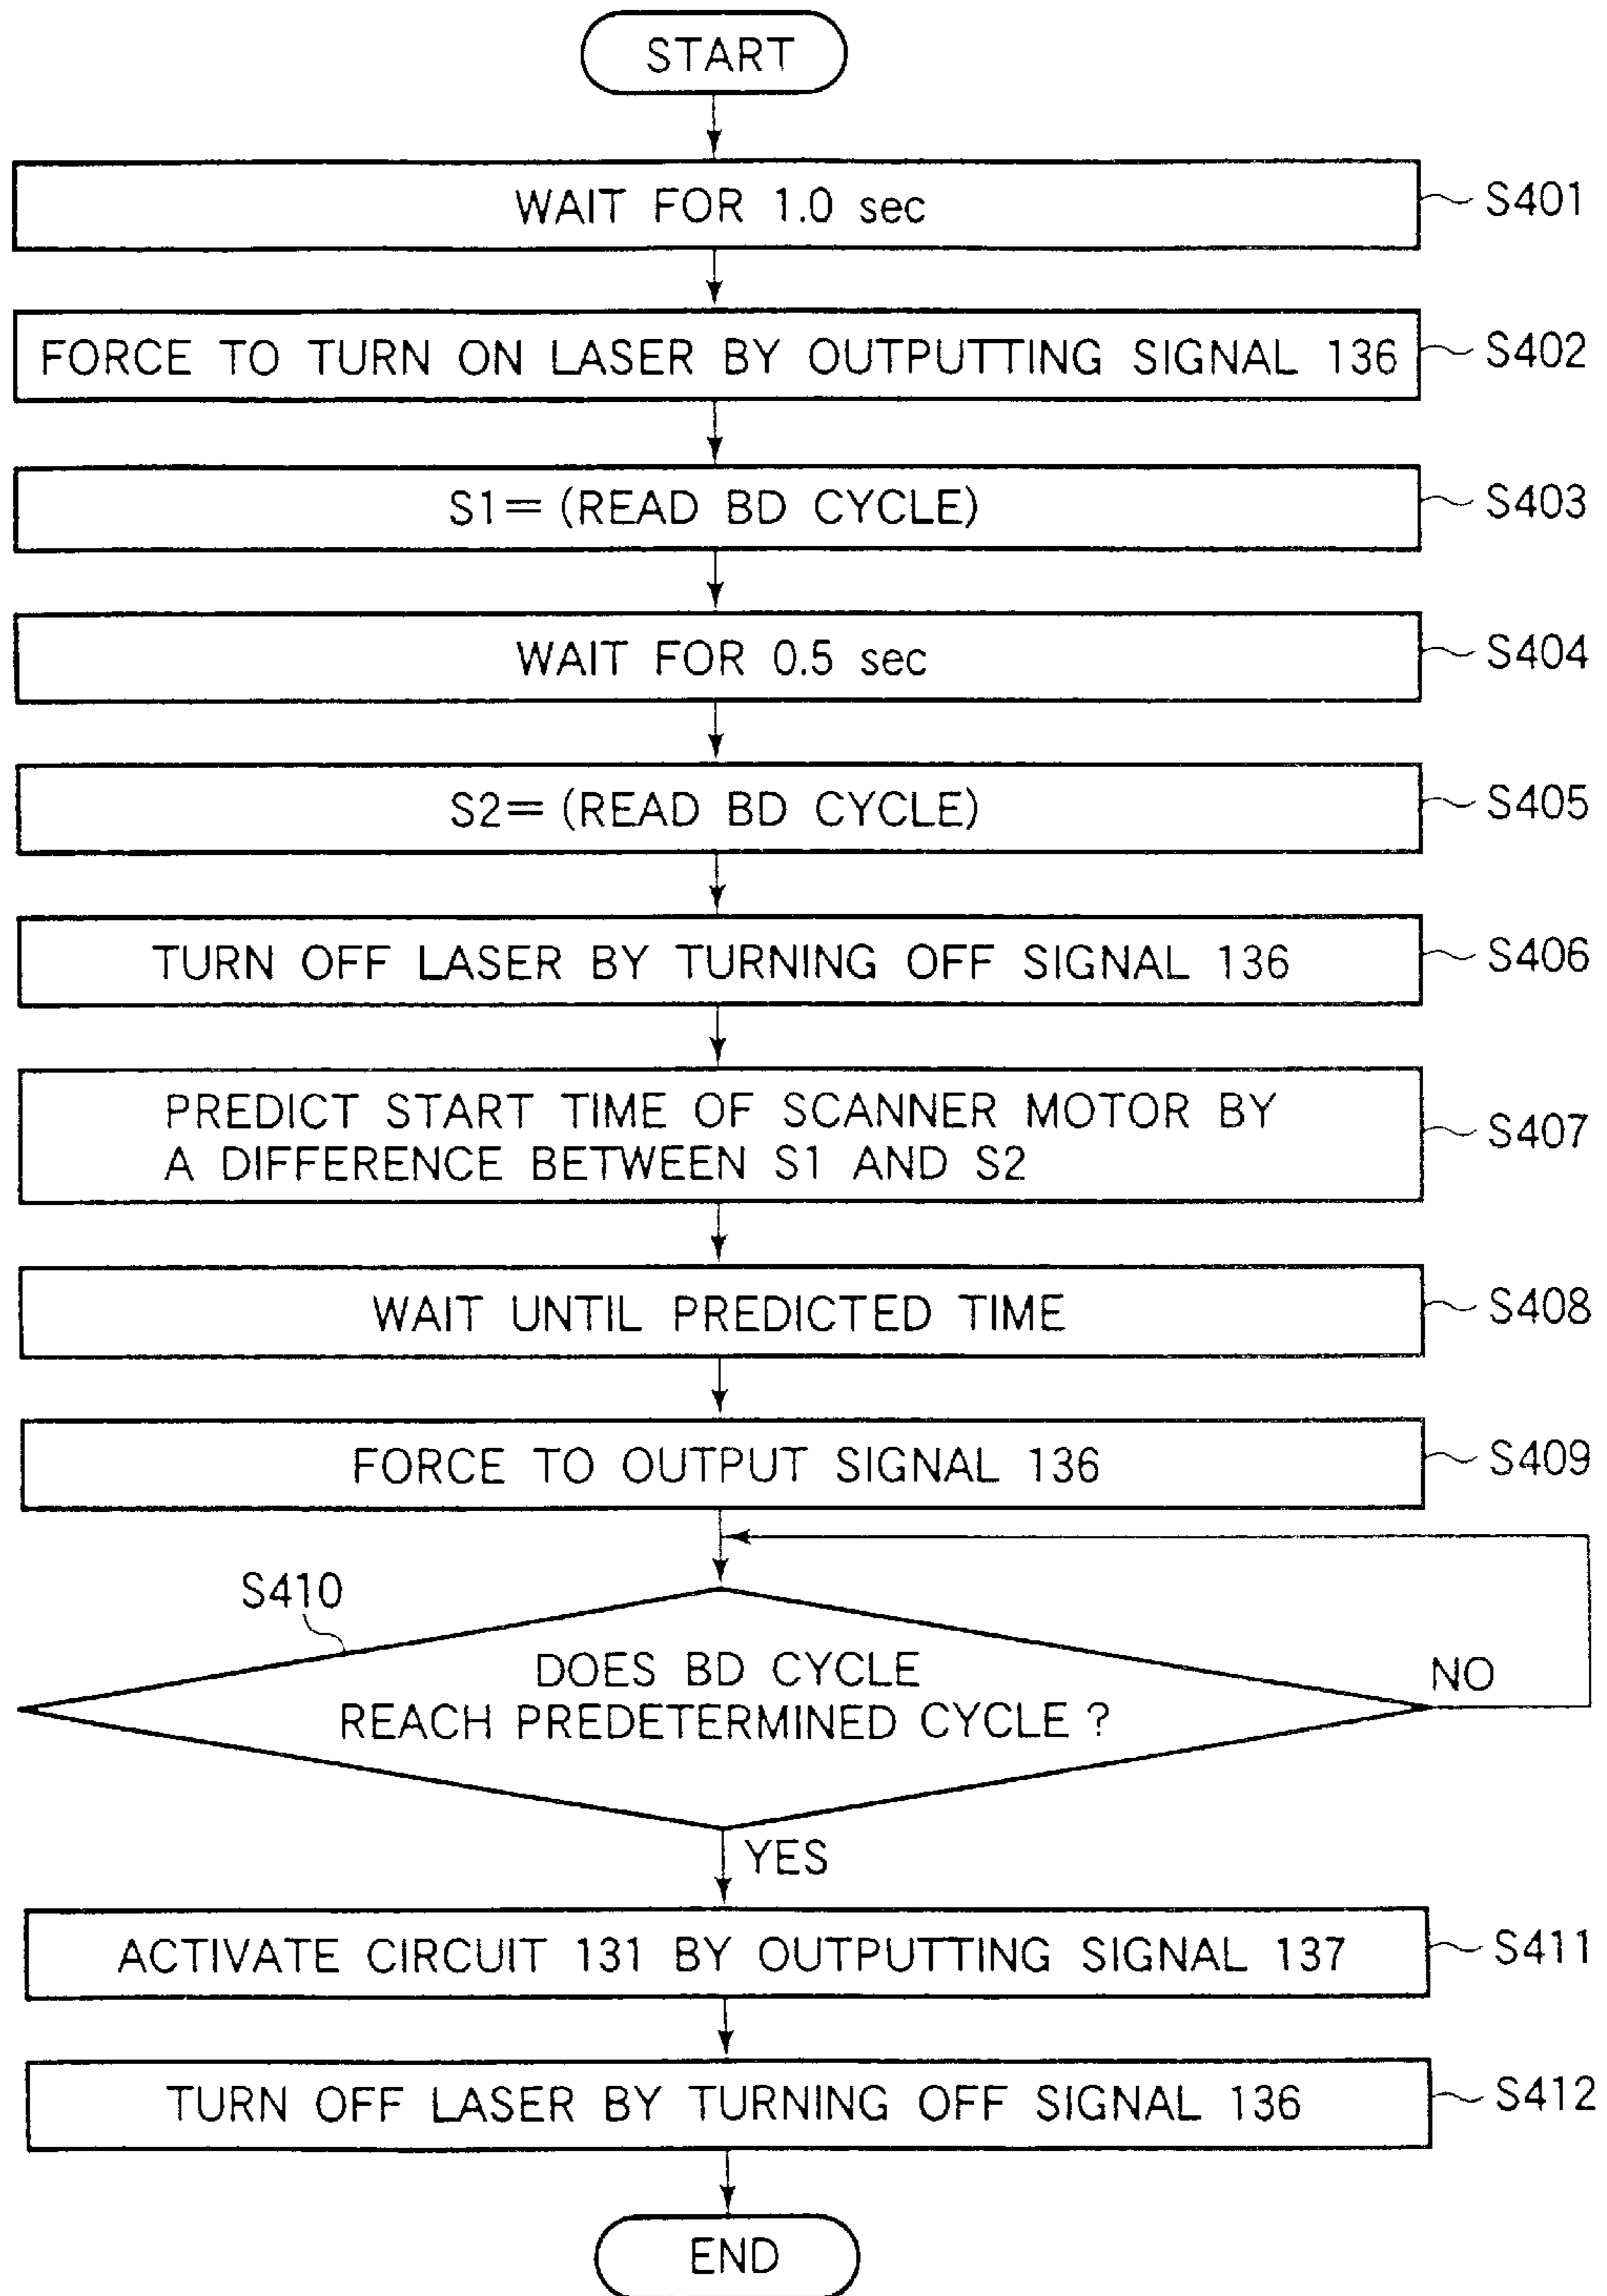 START
WAIT FOR 1.0 sec
S401
FORCE TO TURN ON LASER BY OUTPUTTING SIGNAL 136
S402
S1=(READ BD CYCLE)
S403
WAIT FOR 0.5 sec
S404
S2=(READ BD CYCLE)
S405
TURN OFF LASER BY TURNING OFF SIGNAL 136
S406
PREDICT START TIME OF SCANNER MOTOR BY
A DIFFERENCE BETWEEN S1 AND S2
S407
WAIT UNTIL PREDICTED TIME
S408
FORCE TO OUTPUT SIGNAL 136
S409
S410
DOES BD CYCLE
REACH PREDETERMINED CYCLE ?
NO
YES
ACTIVATE CIRCUIT 131 BY OUTPUTTING SIGNAL 137
S411
TURN OFF LASER BY TURNING OFF SIGNAL 136
S412
END